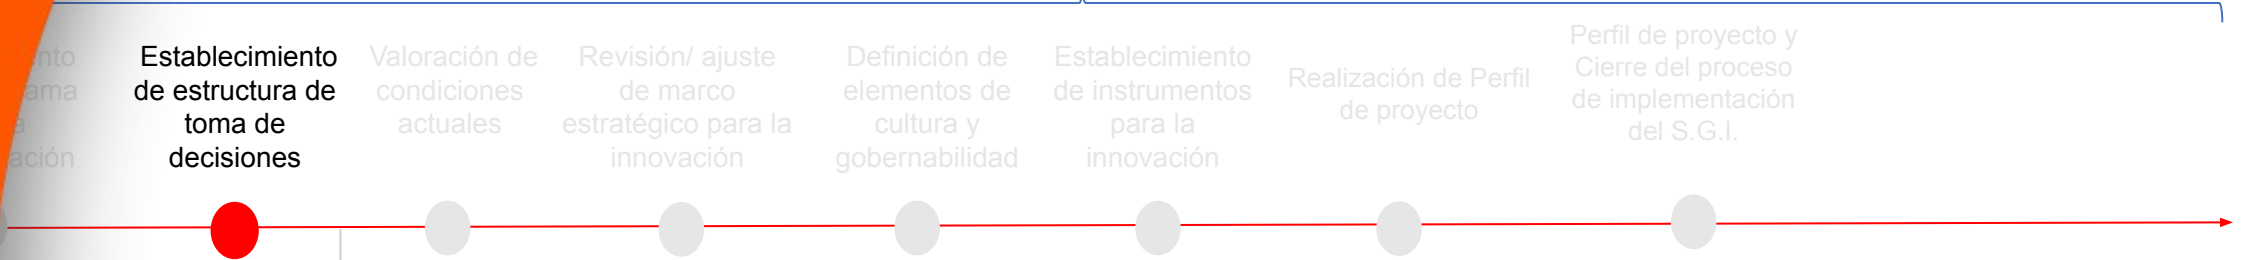 Establecimiento
de estructura de
toma de
decisiones
Valoración de
condiciones
actuales
Revisión/ ajuste
de marco
estratégico para la
innovación
Definición de
elementos de
cultura y
gobernabilidad
Establecimiento
de instrumentos
para la
innovación
Realización de Perfil
de proyecto
Perfil de proyecto y
Cierre del proceso
de implementación
del S.G.I.